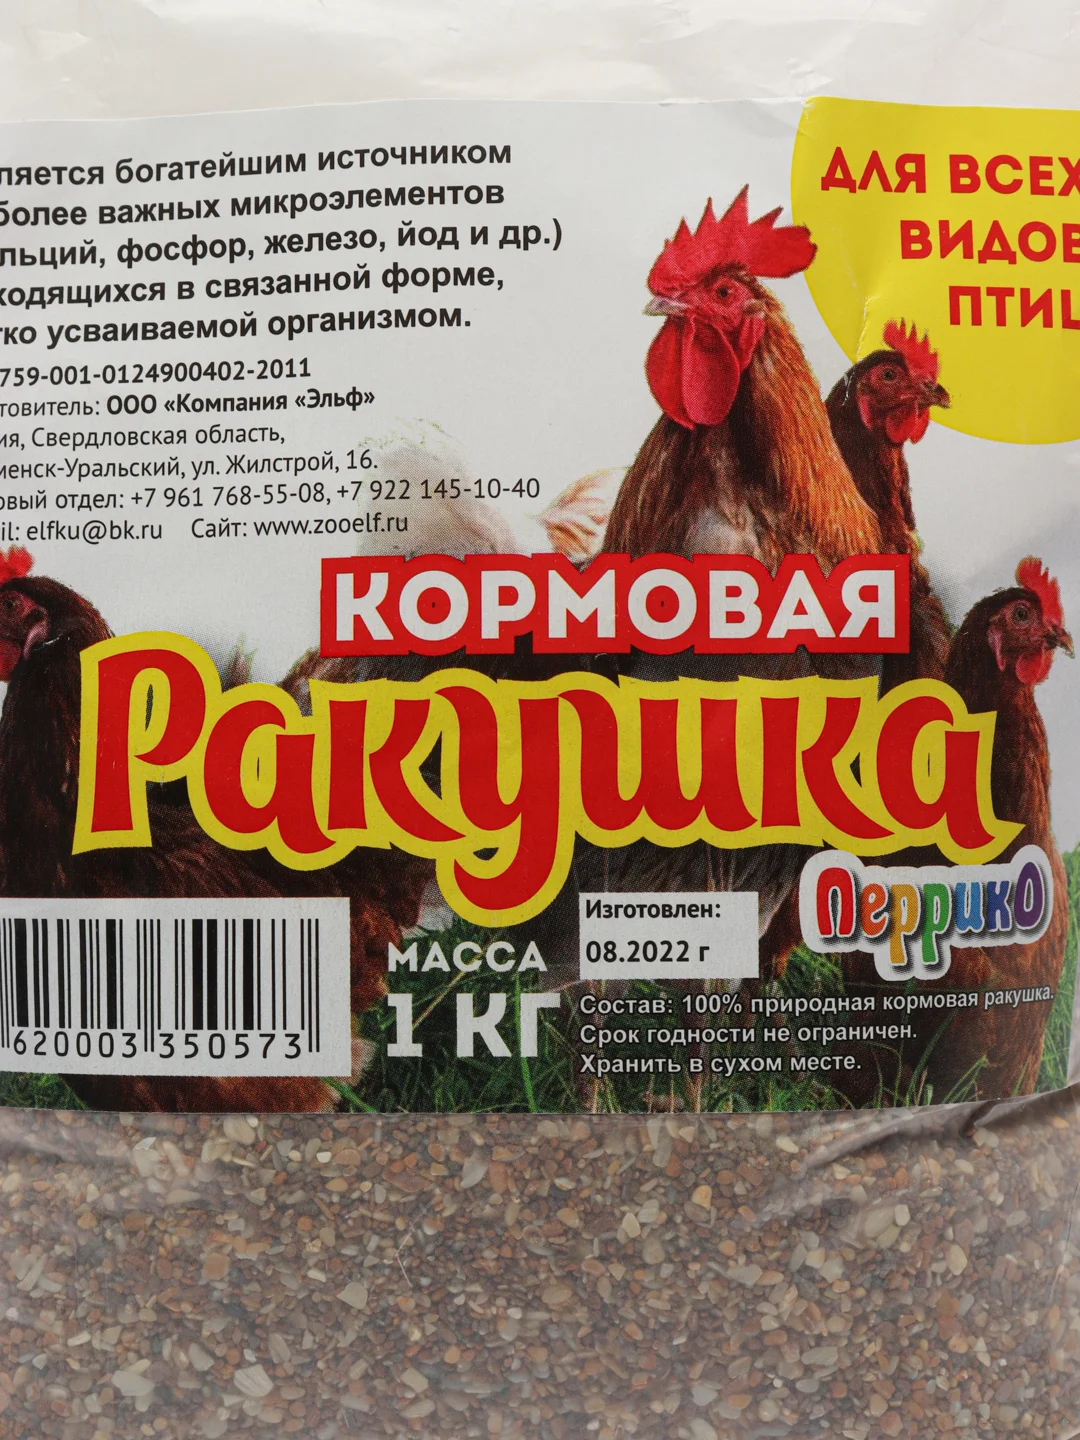 ляется богатейшим источником
более важных микроэлементов
льций, фосфор, железо, йод и др.)
ходящихся в связанной форме,
гко усваиваемой организмом.
759-001-0124900402-2011
товитель: ООО «Компания «Эльф»
ия, Свердловская область,
менск-Уральский, ул. Жилстрой, 16.
овый отдел: +7 961 768-55-08, +7 922 145-10-40
il: elfku@bk.ru Сайт: www.zooelf.ru
ДЛЯ ВСЕХ
ВИДОВ
ПТИЦ
КОРМОВАЯ
Ракушка
Перрико
620003 350573
МАССА
1 КГ
Изготовлен:
08.2022 г
Состав: 100% природная кормовая ракушка.
Срок годности не ограничен.
Хранить в сухом месте.